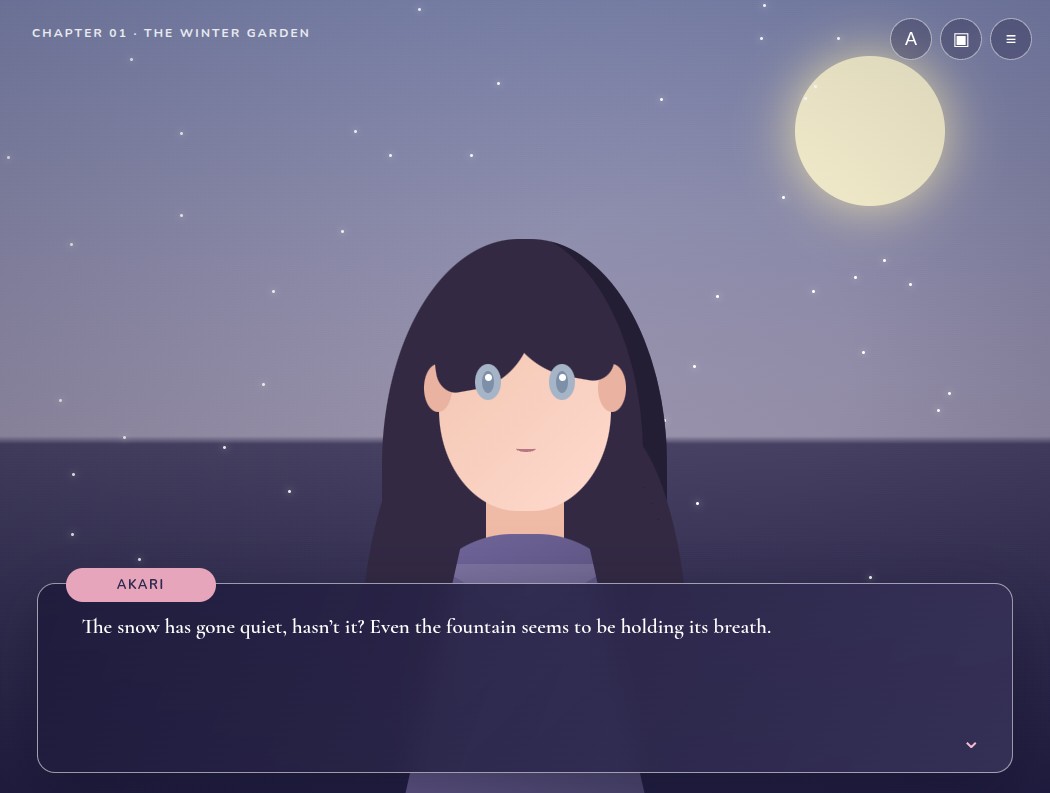 CHAPTER 01 · THE WINTER GARDEN
A
AKARI
The snow has gone quiet, hasn’t it? Even the fountain seems to be holding its breath.